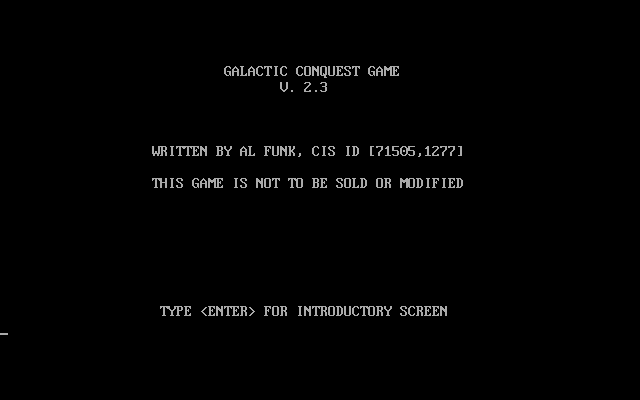 GALACTIC CONQUEST GAME
V. 2.3
WRITTEN BY AL FUNK, CIS ID [71505,1277]
THIS GAME IS NOT TO BE SOLD OR MODIFIED
TYPE <ENTER> FOR INTRODUCTORY SCREEN